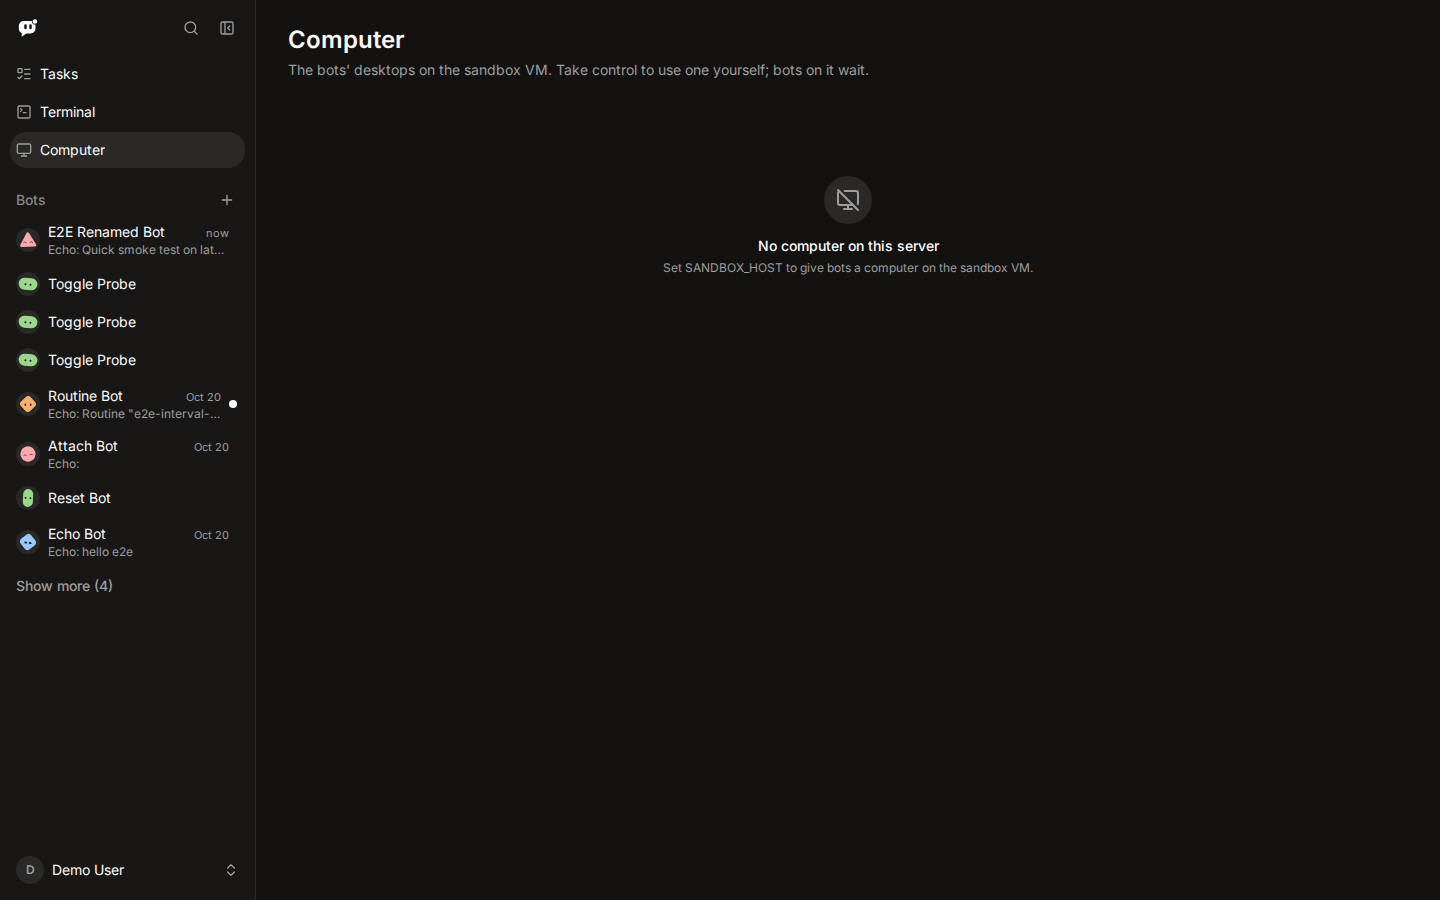 Tasks
Terminal
Computer
Bots
E2E Renamed Bot now
Echo: Quick smoke test on lat...
Toggle Probe
Toggle Probe
Toggle Probe
Routine Bot Oct 20
Echo: Routine "e2e-interval-...
Attach Bot Oct 20
Echo:
Reset Bot
Echo Bot Oct 20
Echo: hello e2e
Show more (4)
D Demo User
Computer
The bots' desktops on the sandbox VM. Take control to use one yourself; bots on it wait.
No computer on this server
Set SANDBOX_HOST to give bots a computer on the sandbox VM.